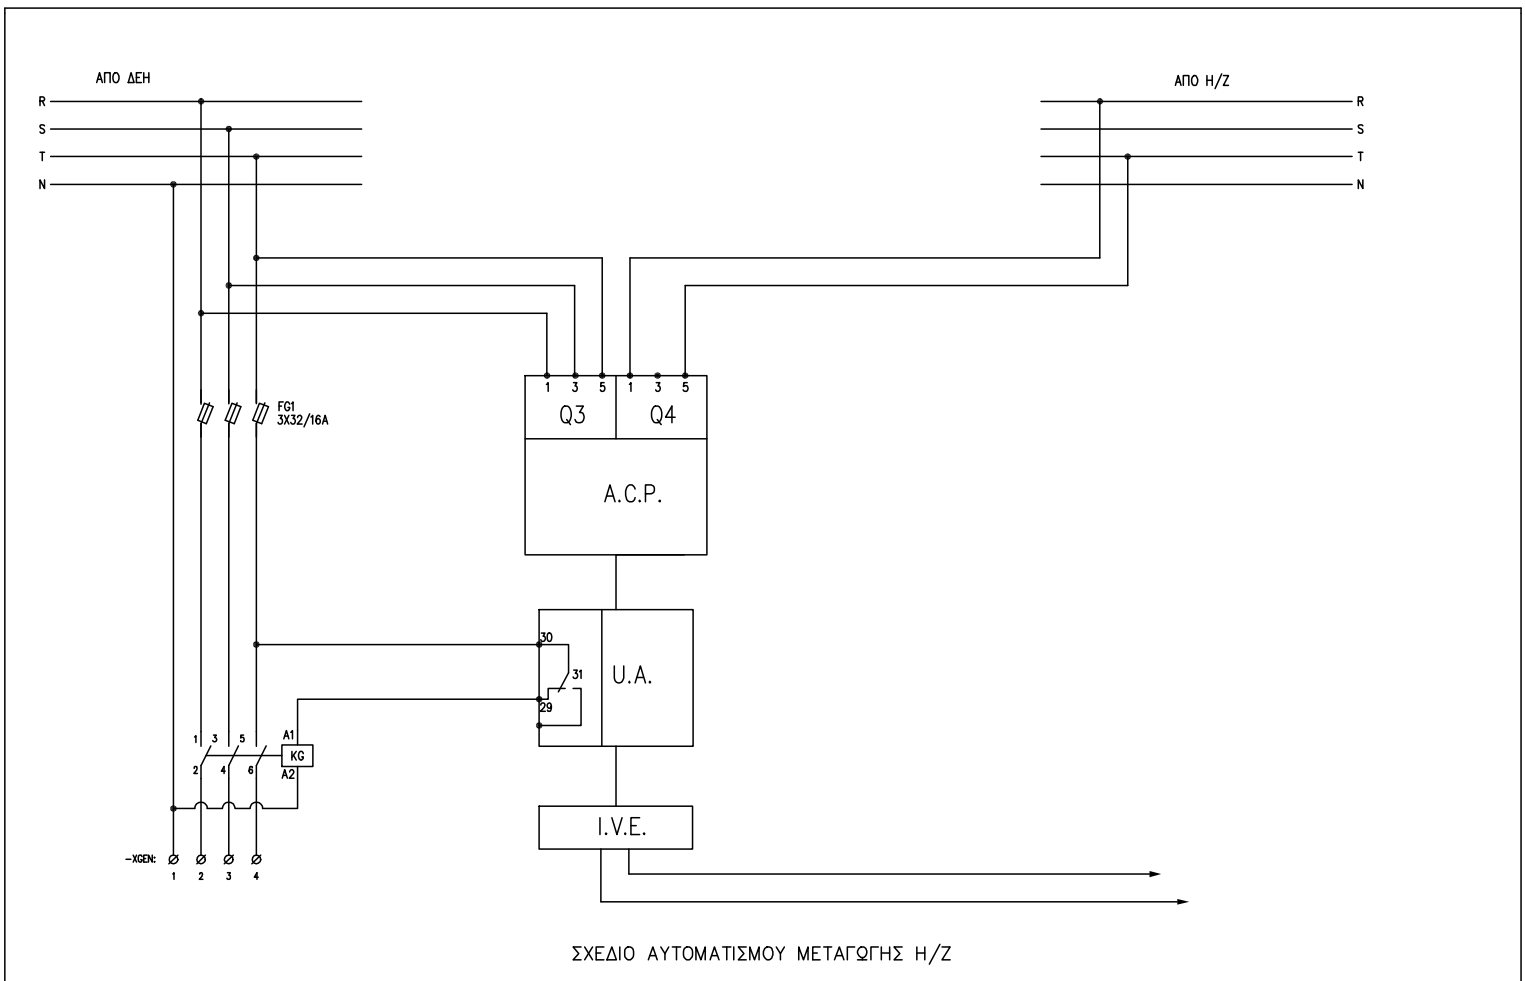 ΑΠΟ ΔΕΗ
ΑΠΟ Η/Ζ
R
R
S
S
T
T
N
N
1 3 5 1 3 5
Q3 Q4
FG1
3X32/16A
A.C.P.
30
31
U.A.
29
1 3 5 A1
KG
2 4 6 A2
I.V.E.
-XGEN:
1 2 3 4
ΣΧΕΔΙΟ ΑΥΤΟΜΑΤΙΣΜΟΥ ΜΕΤΑΓΩΓΗΣ Η/Ζ